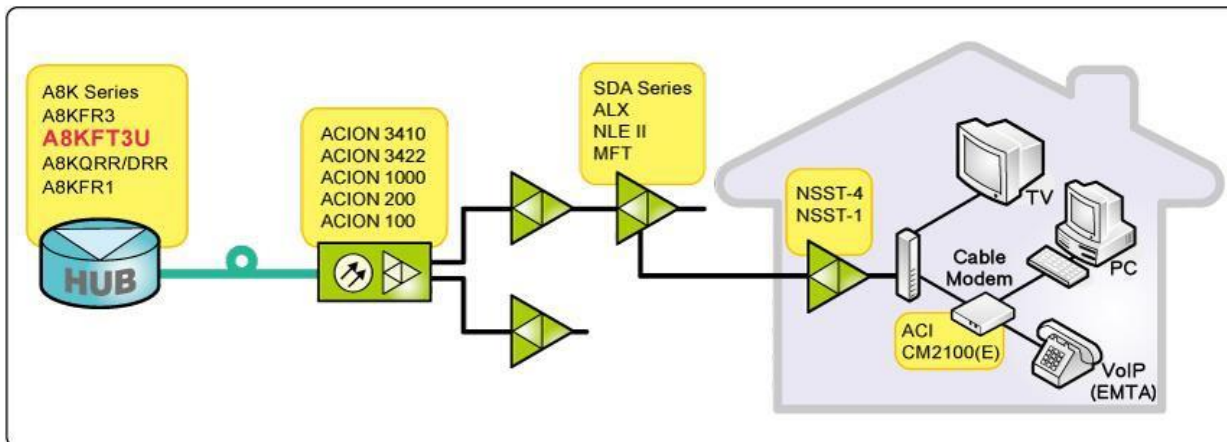 A8K Series
A8KFR3
A8KFT3U
A8KQRR/DRR
A8KFR1
HUB
ACION 3410
ACION 3422
ACION 1000
ACION 200
ACION 100
SDA Series
ALX
NLE II
MFT
NSST-4
NSST-1
TV
PC
Cable
Modem
ACI
CM2100(E)
VoIP
(EMTA)